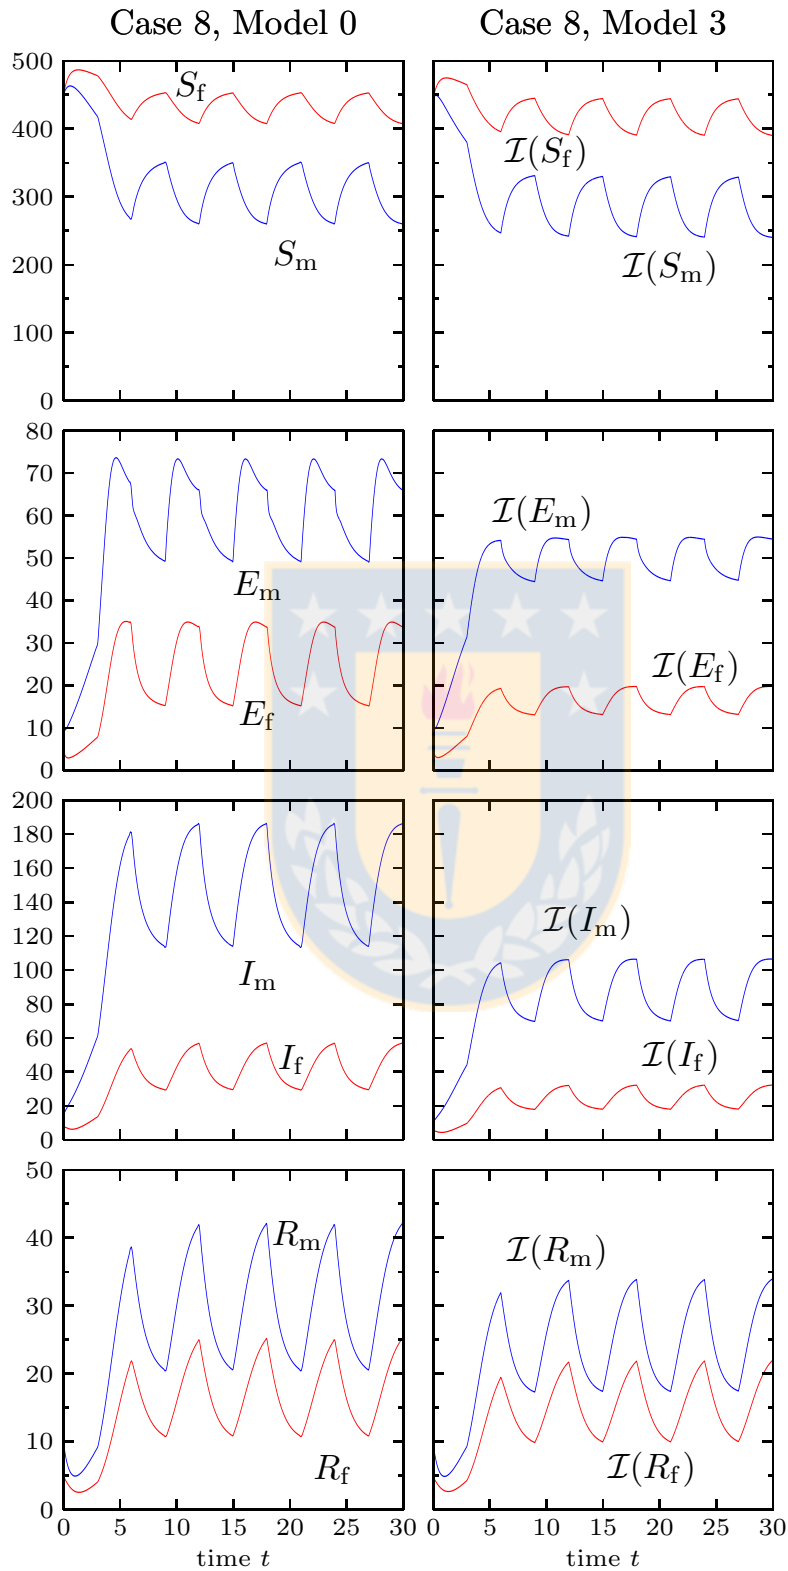 Case 8, Model 0
Case 8, Model 3
500
400
300
200
100
0
S_f
S_m
𝓘(S_f)
𝓘(S_m)
80
70
60
50
40
30
20
10
0
E_m
E_f
𝓘(E_m)
𝓘(E_f)
200
180
160
140
120
100
80
60
40
20
0
I_m
I_f
𝓘(I_m)
𝓘(I_f)
50
40
30
20
10
0
R_m
R_f
𝓘(R_m)
𝓘(R_f)
0 5 10 15 20 25 30
0 5 10 15 20 25 30
time t
time t